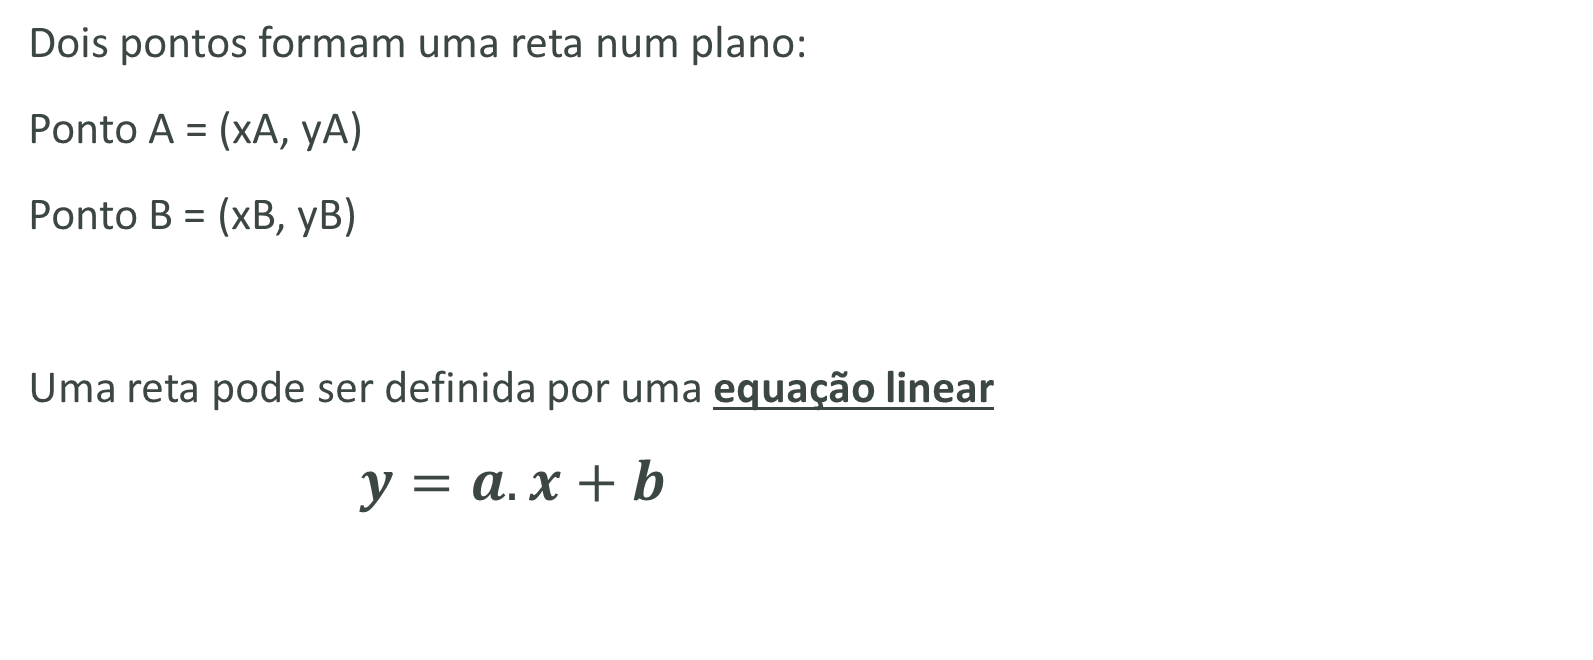 Dois pontos formam uma reta num plano:
Ponto A = (xA, yA)
Ponto B = (xB, yB)
Uma reta pode ser definida por uma equação linear
y = a. x + b